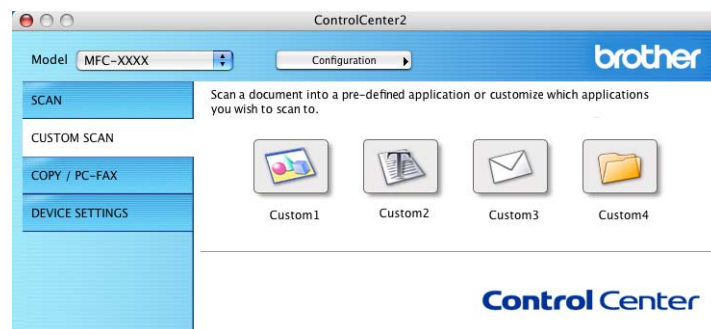 ControlCenter2
Model MFC-XXXX Configuration brother
SCAN
CUSTOM SCAN
COPY / PC-FAX
DEVICE SETTINGS
Scan a document into a pre-defined application or customize which applications
you wish to scan to.
T
Custom1 Custom2 Custom3 Custom4
Control Center